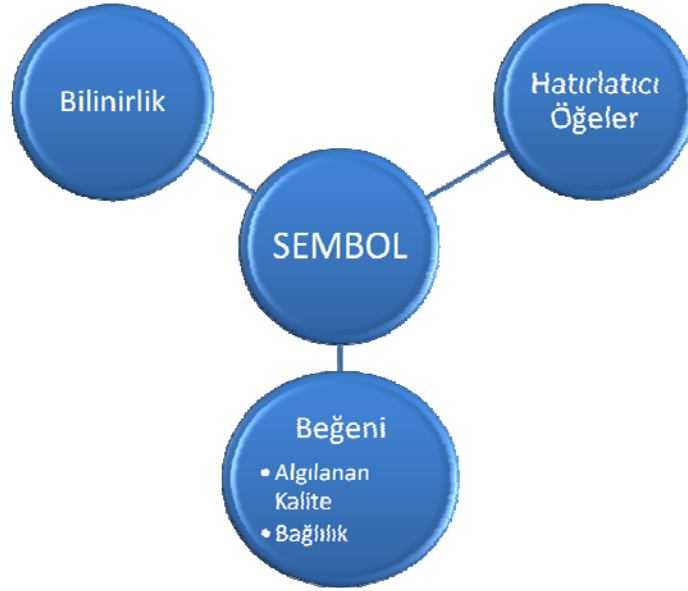 Bilinirlik
Hatırlatıcı
Öğeler
SEMBOL
Beğeni
• Algılanan
Kalite
• Bağlılık